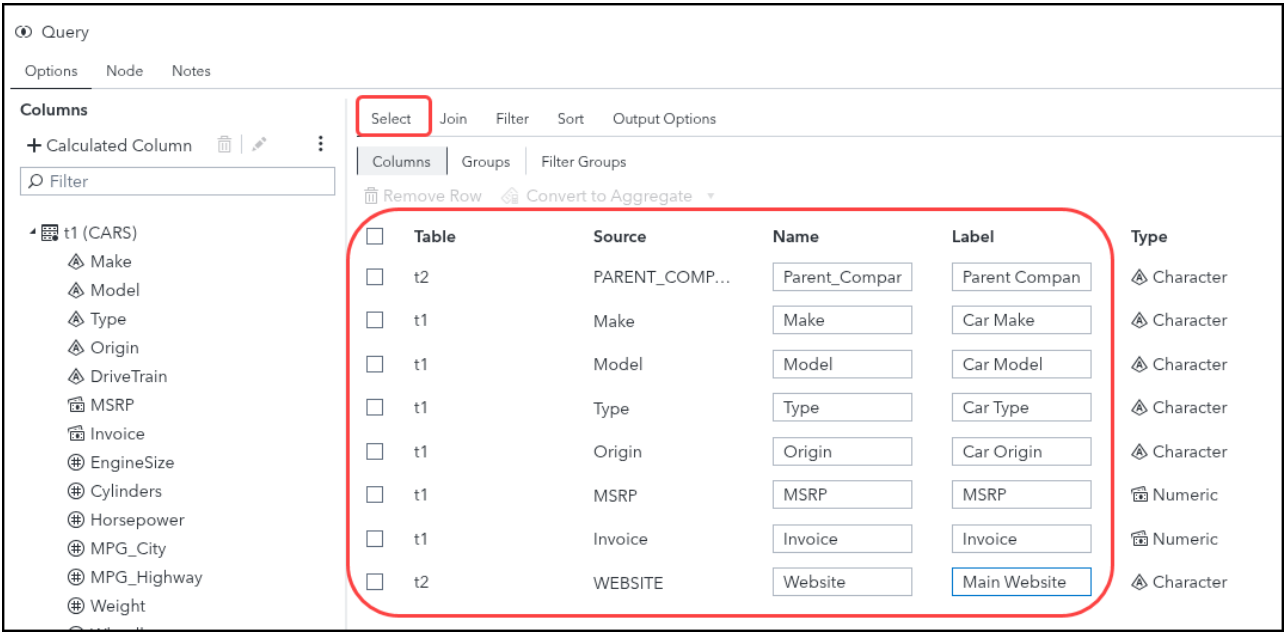 Query
Options Node Notes
Columns
+ Calculated Column
Filter
t1 (CARS)
Make
Model
Type
Origin
DriveTrain
MSRP
Invoice
EngineSize
Cylinders
Horsepower
MPG_City
MPG_Highway
Weight
Select Join Filter Sort Output Options
Columns Groups Filter Groups
Remove Row Convert to Aggregate
Table Source Name Label Type
t2 PARENT_COMP... Parent_Compar Parent Compan Character
t1 Make Make Car Make Character
t1 Model Model Car Model Character
t1 Type Type Car Type Character
t1 Origin Origin Car Origin Character
t1 MSRP MSRP MSRP Numeric
t1 Invoice Invoice Invoice Numeric
t2 WEBSITE Website Main Website Character